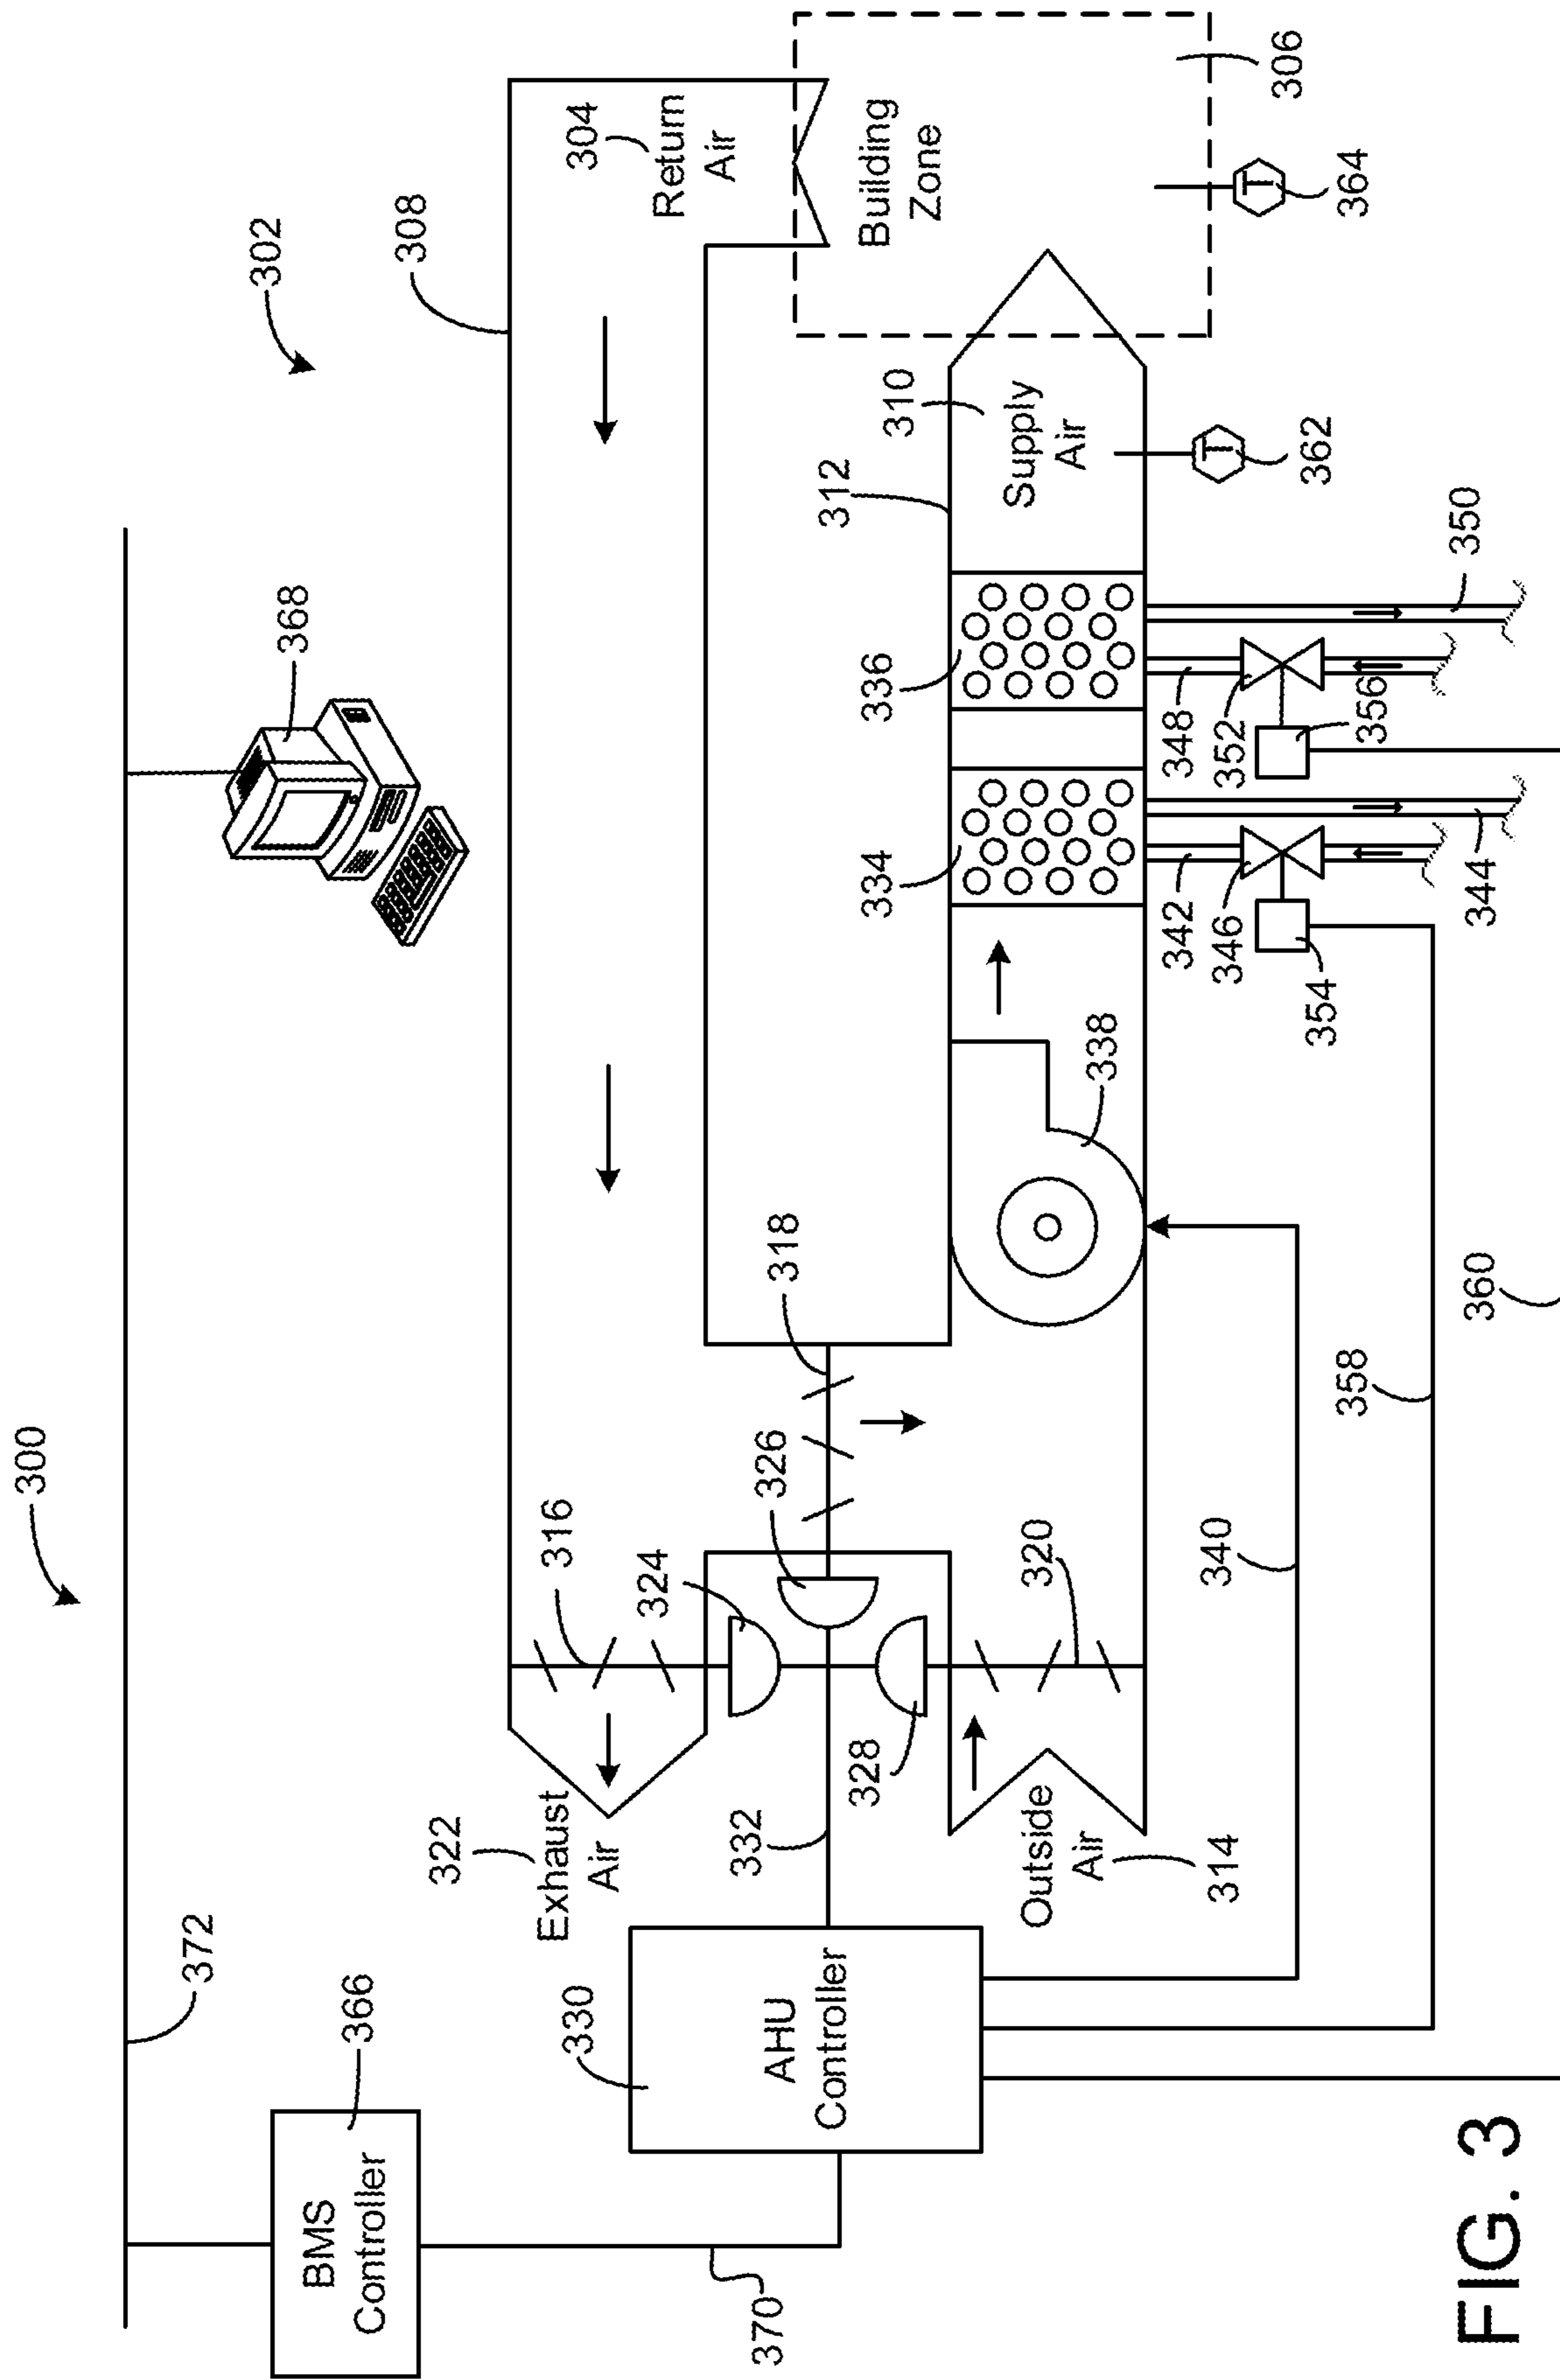 300
302
372
368
BMS
Controller
366
370
308
304
Return
Air
306
Building
Zone
364
316
324
326
318
322
Exhaust
Air
332
328
320
330
AHU
Controller
Outside
Air
314
338
334
336
312
310
Supply
Air
362
340
342
346
354
344
348
352
356
350
358
360
FIG. 3
T
T